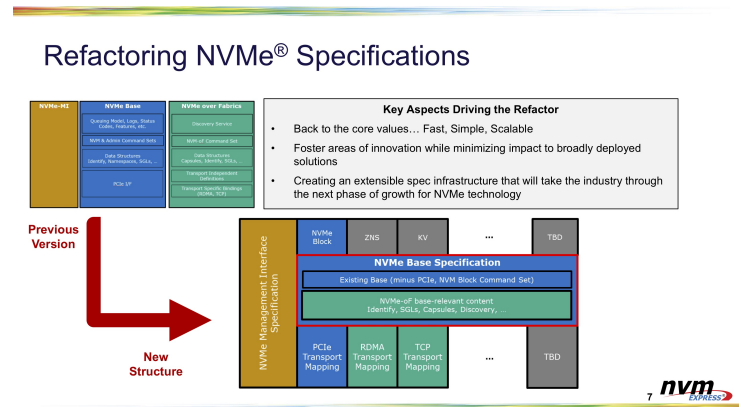 Refactoring NVMe® Specifications
NVMe-MI
NVMe Base
Queuing Model, Logs, Status
Codes, Features, etc.
NVM & Admin Command Sets
Data Structures
Identify, Namespace, SGLs, ...
PCIe I/F
NVMe over Fabrics
Discovery Service
NVM-oF Command Set
Data Structures
Capsules, Identify, SGLs, ...
Transport Independent
Definitions
Transport Specific Bindings
(RDMA, TCP)
Key Aspects Driving the Refactor
• Back to the core values… Fast, Simple, Scalable
• Foster areas of innovation while minimizing impact to broadly deployed
solutions
• Creating an extensible spec infrastructure that will take the industry through
the next phase of growth for NVMe technology
Previous
Version
New
Structure
NVMe Management Interface
Specification
NVMe
Block
ZNS
KV
...
TBD
NVMe Base Specification
Existing Base (minus PCIe, NVM Block Command Set)
NVMe-oF base-relevant content
Identify, SGLs, Capsules, Discovery, ...
PCIe
Transport
Mapping
RDMA
Transport
Mapping
TCP
Transport
Mapping
...
TBD
7
nvm
EXPRESS®